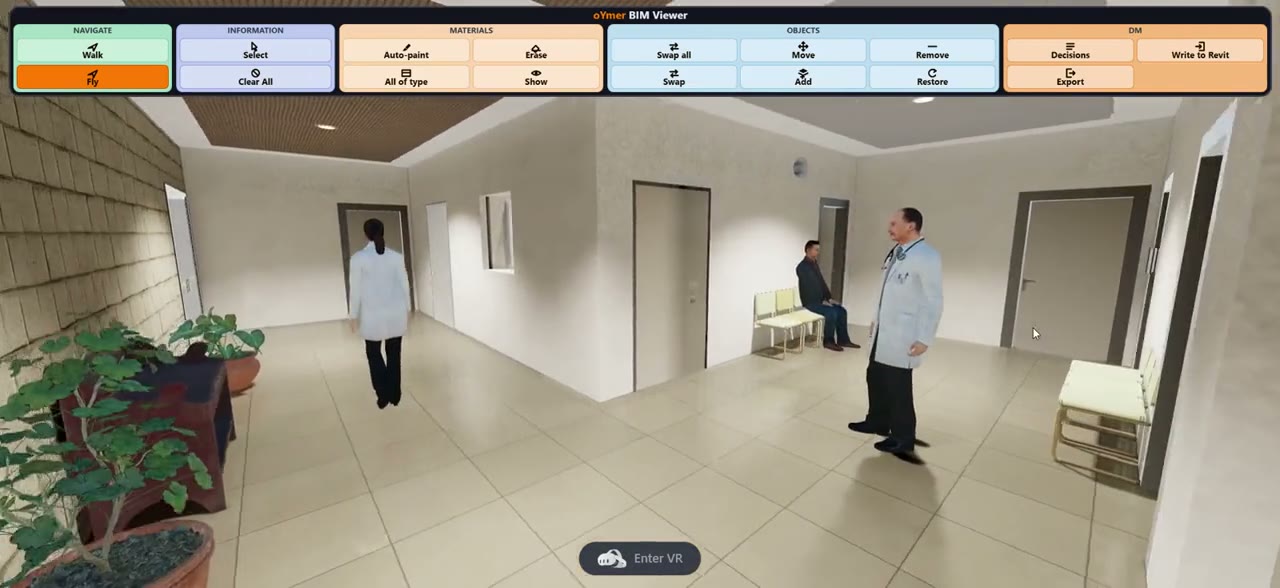 oYmer BIM Viewer
NAVIGATE
Walk
Fly
INFORMATION
Select
Clear All
MATERIALS
Auto-paint
Erase
All of type
Show
OBJECTS
Swap all
Move
Remove
Swap
Add
Restore
DM
Decisions
Write to Revit
Export
Enter VR